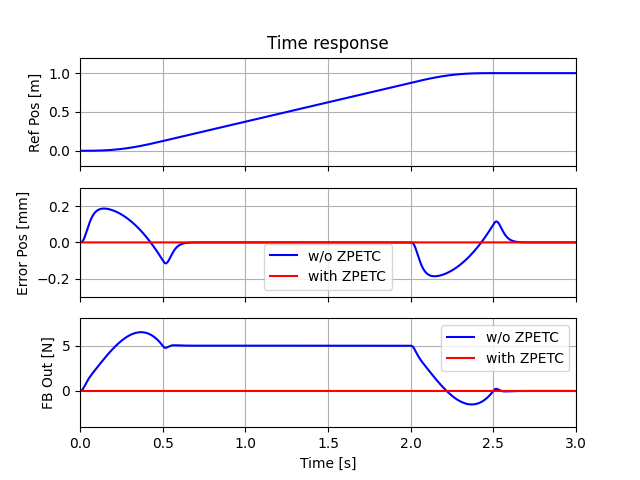 Time response
Ref Pos [m]
1.0
0.5
0.0
Error Pos [mm]
0.2
0.0
−0.2
w/o ZPETC
with ZPETC
FB Out [N]
5
0
w/o ZPETC
with ZPETC
0.0 0.5 1.0 1.5 2.0 2.5 3.0
Time [s]